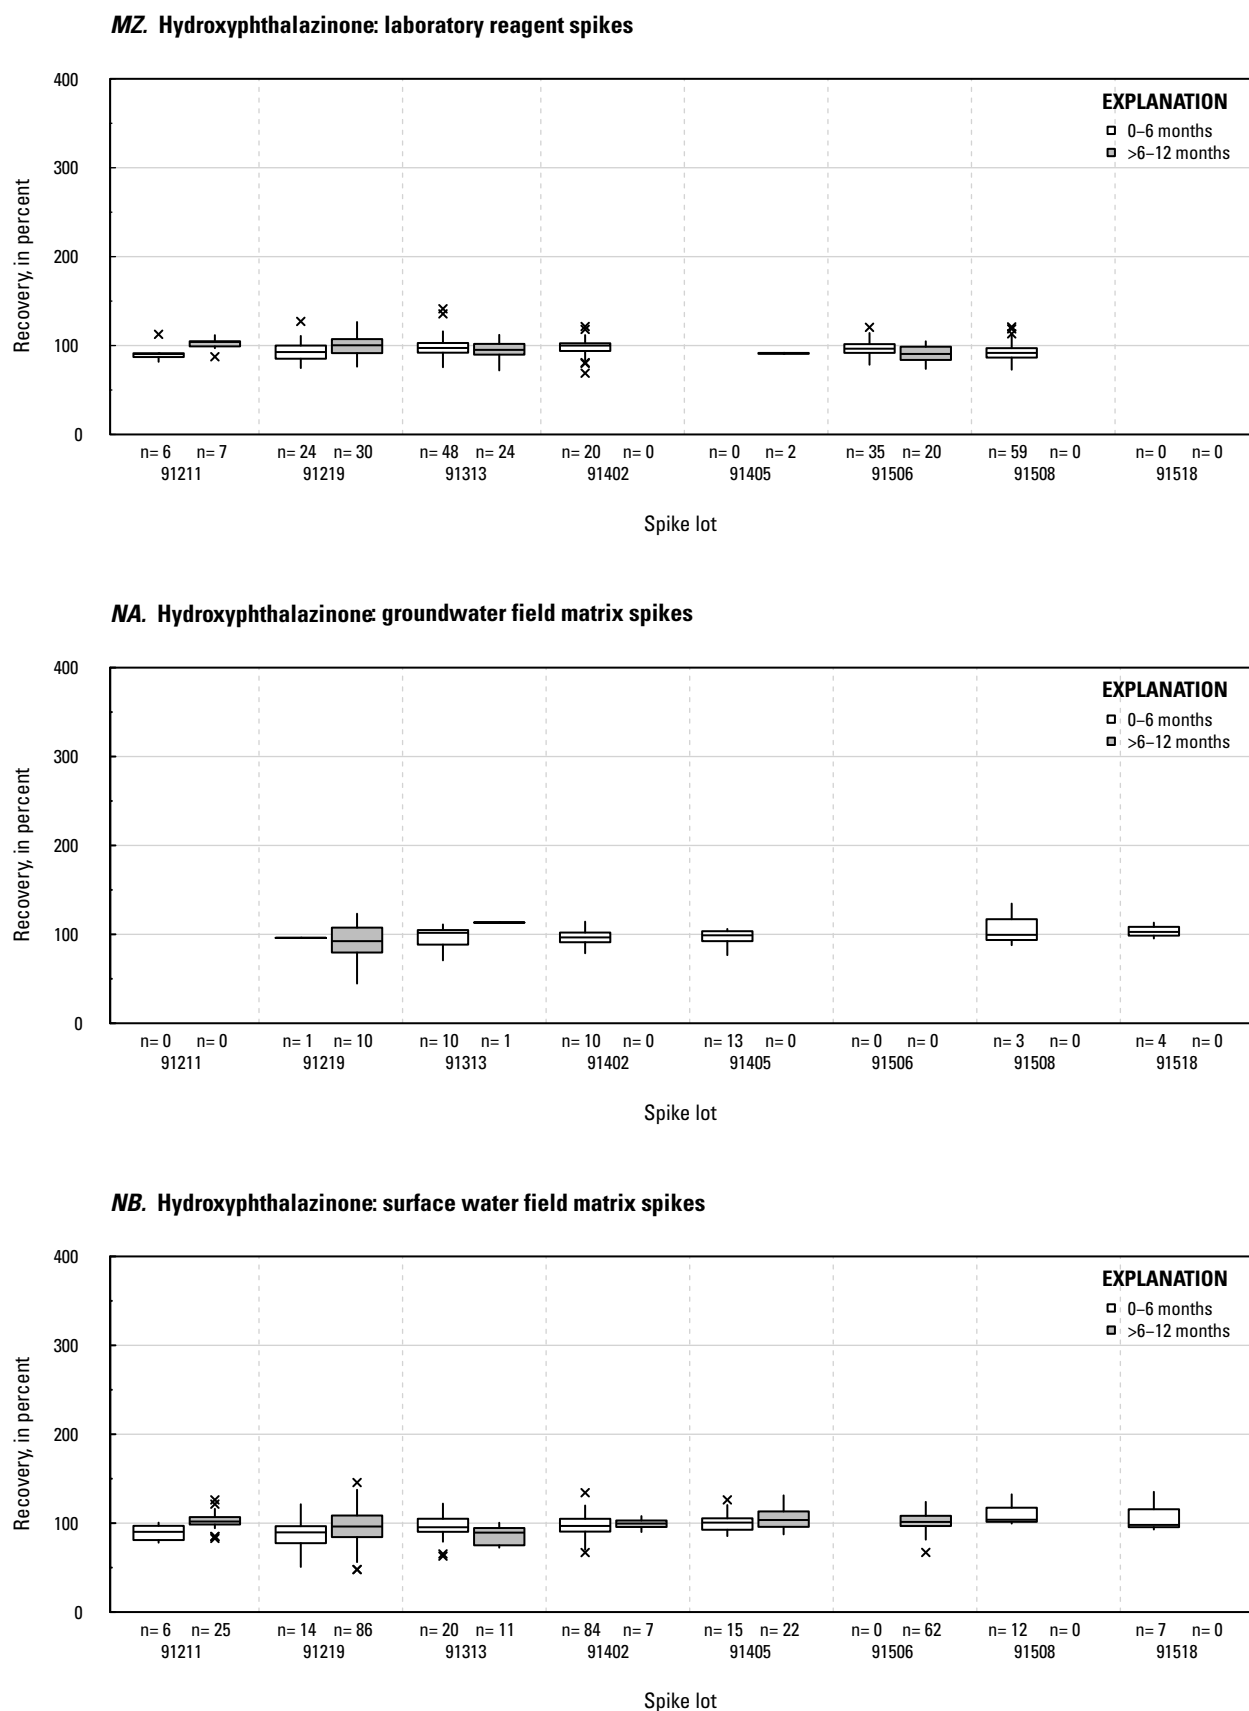 MZ. Hydroxyphthalazinone: laboratory reagent spikes
400
300
200
100
0
Recovery, in percent
EXPLANATION
0–6 months
>6–12 months
n= 6 n= 7 n= 24 n= 30 n= 48 n= 24 n= 20 n= 0 n= 0 n= 2 n= 35 n= 20 n= 59 n= 0 n= 0 n= 0
91211 91219 91313 91402 91405 91506 91508 91518
Spike lot
NA. Hydroxyphthalazinone: groundwater field matrix spikes
400
300
200
100
0
Recovery, in percent
EXPLANATION
0–6 months
>6–12 months
n= 0 n= 0 n= 1 n= 10 n= 10 n= 1 n= 10 n= 0 n= 13 n= 0 n= 0 n= 0 n= 3 n= 0 n= 4 n= 0
91211 91219 91313 91402 91405 91506 91508 91518
Spike lot
NB. Hydroxyphthalazinone: surface water field matrix spikes
400
300
200
100
0
Recovery, in percent
EXPLANATION
0–6 months
>6–12 months
n= 6 n= 25 n= 14 n= 86 n= 20 n= 11 n= 84 n= 7 n= 15 n= 22 n= 0 n= 62 n= 12 n= 0 n= 7 n= 0
91211 91219 91313 91402 91405 91506 91508 91518
Spike lot